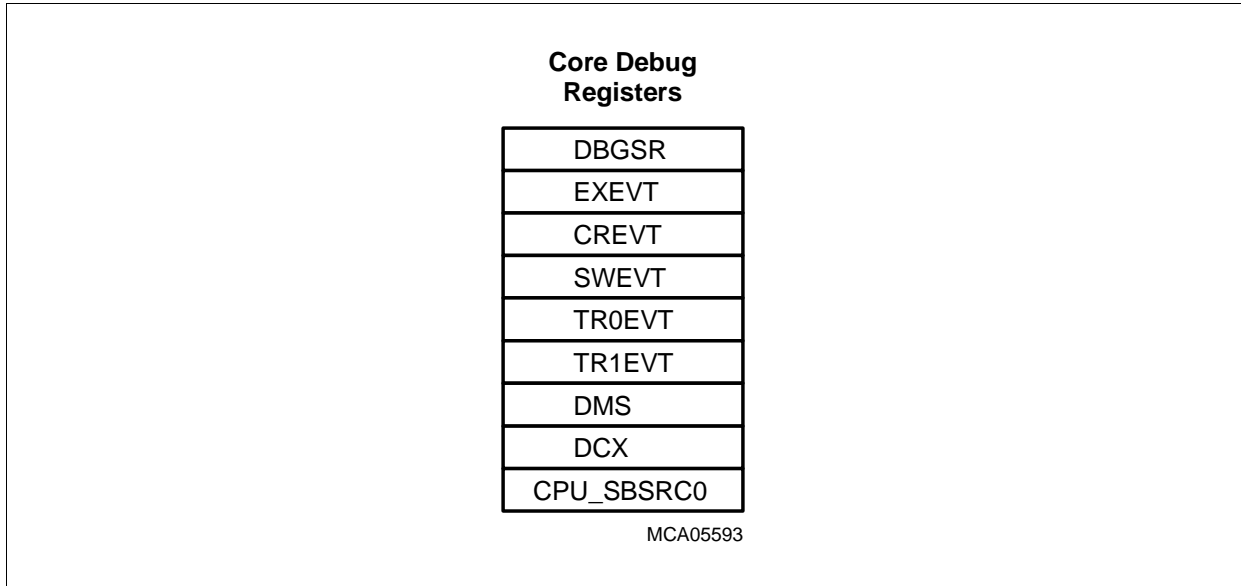 Core Debug
Registers
DBGSR
EXEVT
CREVT
SWEVT
TR0EVT
TR1EVT
DMS
DCX
CPU_SBSRC0
MCA05593